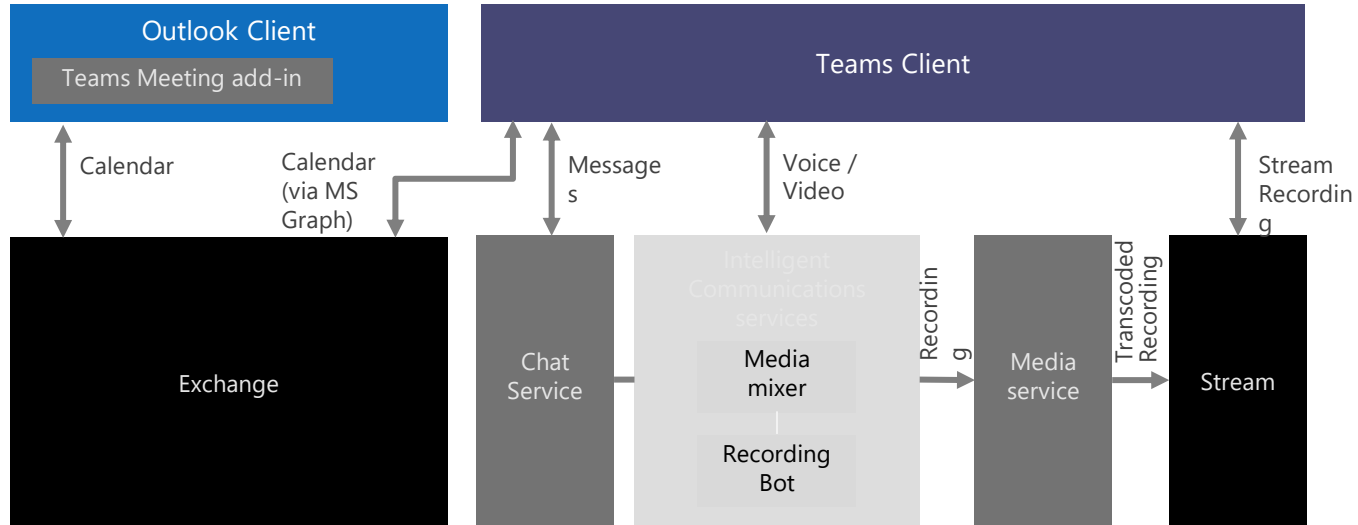 Outlook Client
Teams Meeting add-in
Teams Client
Calendar
Calendar
(via MS
Graph)
Message
s
Voice /
Video
Stream
Recordin
g
Exchange
Chat
Service
Intelligent
Communications
services
Media
mixer
Recording
Bot
Recordin
g
Media
service
Transcoded
Recording
Stream